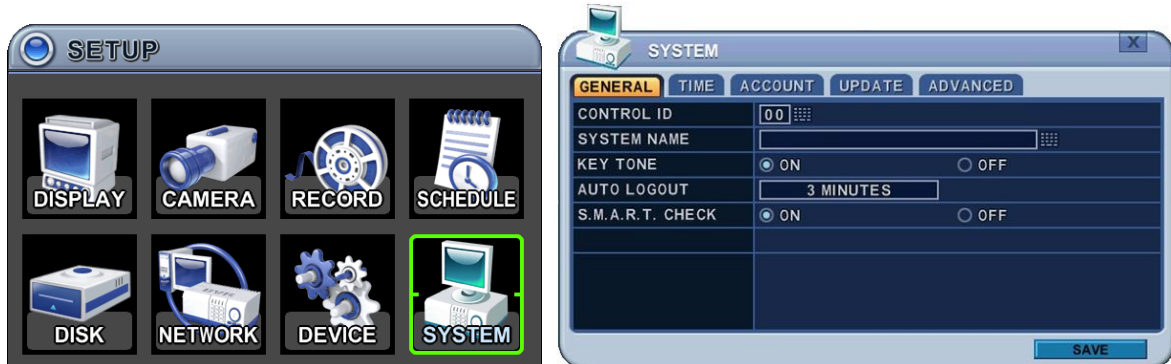 SETUP
DISPLAY CAMERA RECORD SCHEDULE
DISK NETWORK DEVICE SYSTEM
SYSTEM X
GENERAL TIME ACCOUNT UPDATE ADVANCED
CONTROL ID 00
SYSTEM NAME
KEY TONE ON OFF
AUTO LOGOUT 3 MINUTES
S.M.A.R.T. CHECK ON OFF
SAVE